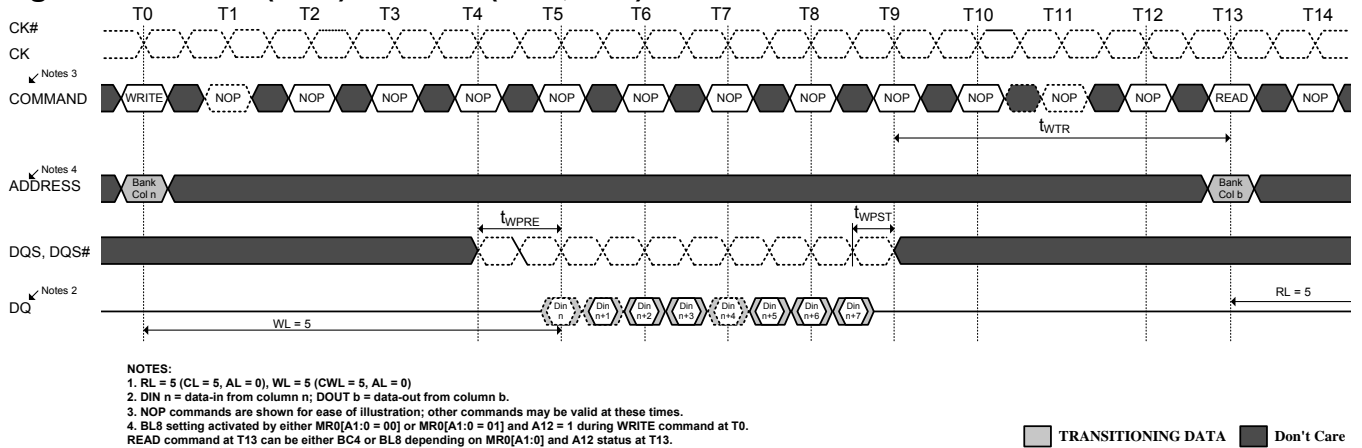 T0 T1 T2 T3 T4 T5 T6 T7 T8 T9 T10 T11 T12 T13 T14
CK#
CK
Notes 3
COMMAND WRITE NOP NOP NOP NOP NOP NOP NOP NOP NOP NOP NOP NOP READ NOP
tWTR
Notes 4
ADDRESS
Bank Col n
Bank Col b
tWPRE
tWPST
DQS, DQS#
Notes 2
DQ
Din n
Din n+1
Din n+2
Din n+3
Din n+4
Din n+5
Din n+6
Din n+7
RL = 5
WL = 5
NOTES:
1. RL = 5 (CL = 5, AL = 0), WL = 5 (CWL = 5, AL = 0)
2. DIN n = data-in from column n; DOUT b = data-out from column b.
3. NOP commands are shown for ease of illustration; other commands may be valid at these times.
4. BL8 setting activated by either MR0[A1:0 = 00] or MR0[A1:0 = 01] and A12 = 1 during WRITE command at T0.
READ command at T13 can be either BC4 or BL8 depending on MR0[A1:0] and A12 status at T13.
TRANSITIONING DATA
Don't Care